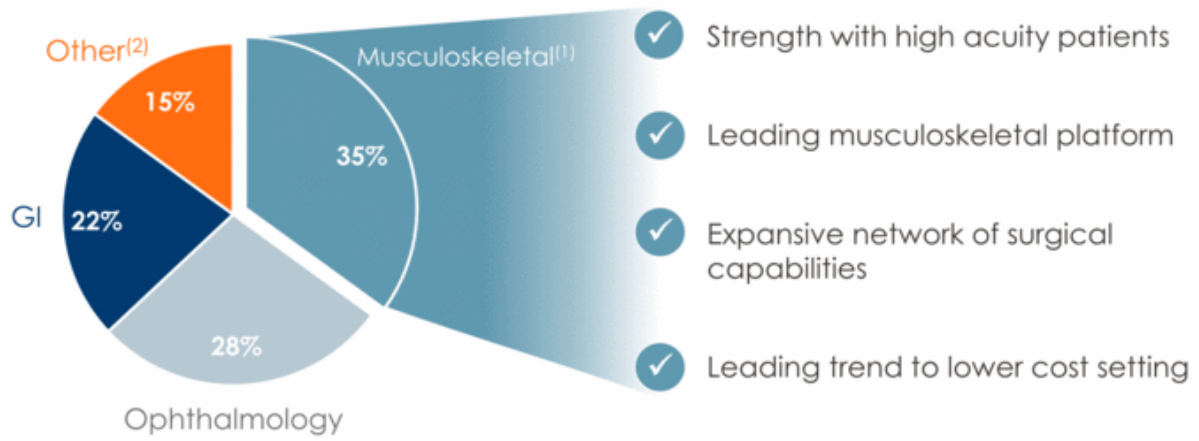 Other(2)
15%
Musculoskeletal(1)
35%
GI
22%
28%
Ophthalmology
Strength with high acuity patients
Leading musculoskeletal platform
Expansive network of surgical
capabilities
Leading trend to lower cost setting